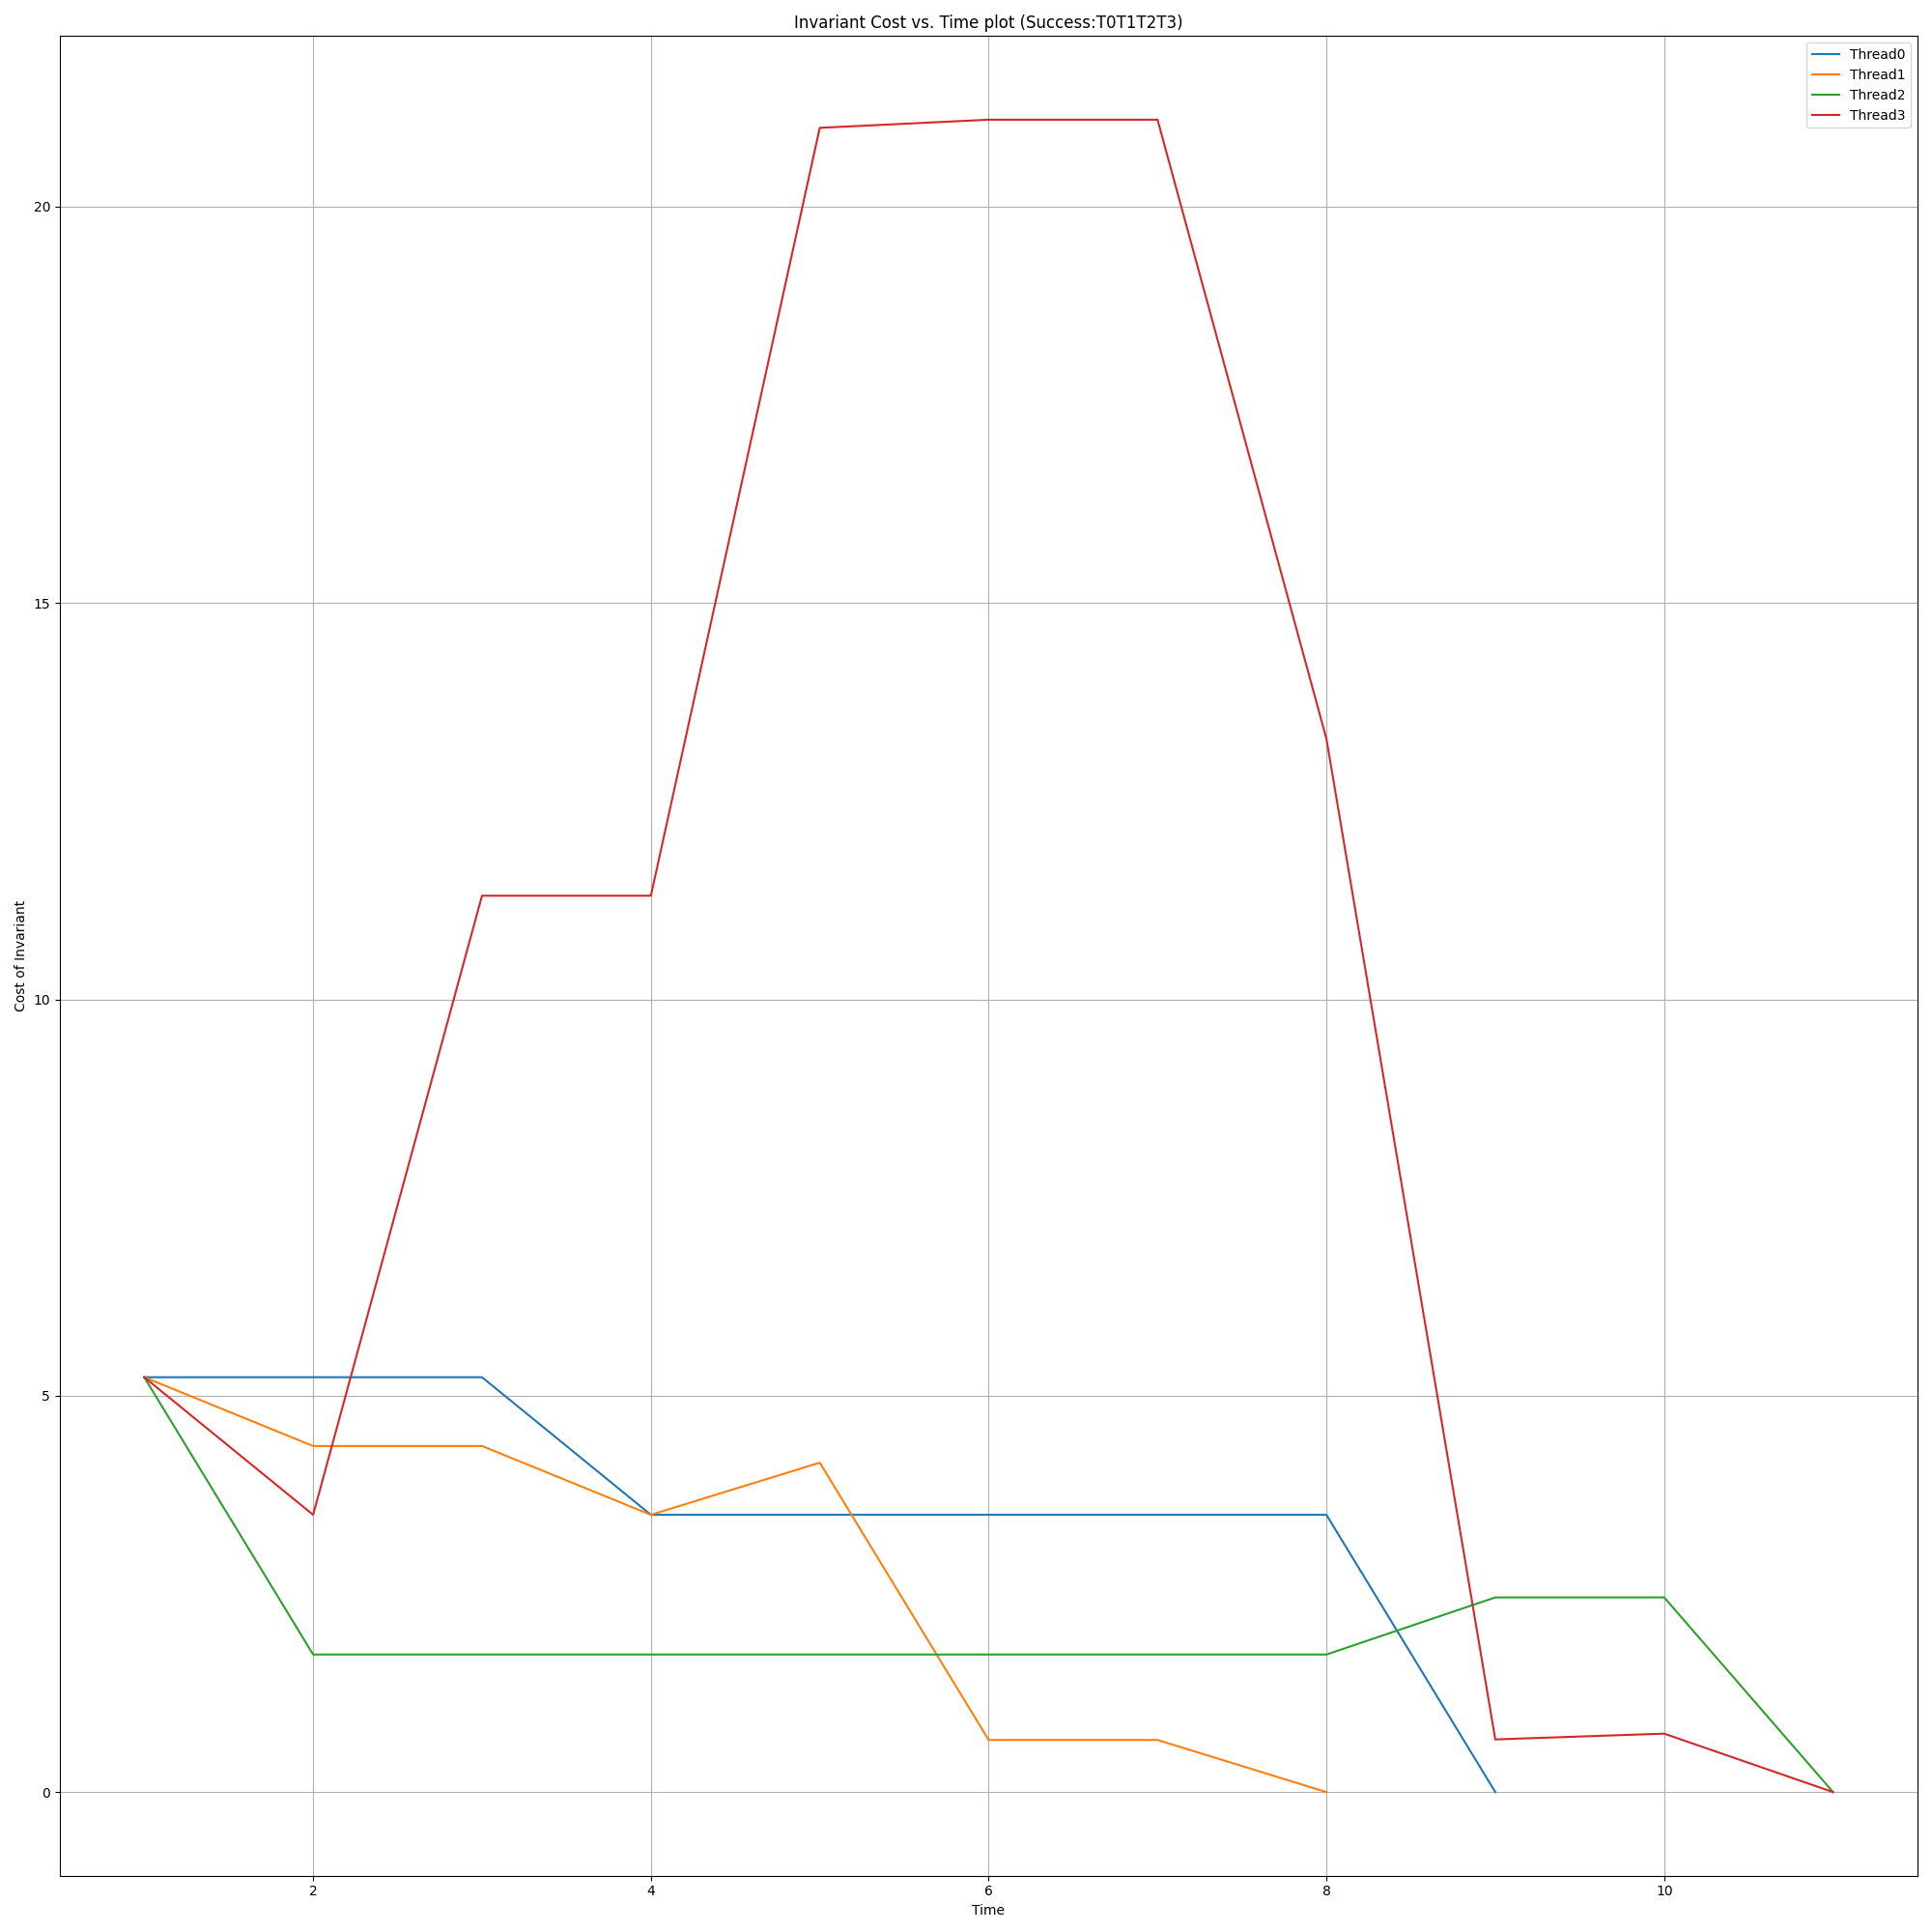 Invariant Cost vs. Time plot (Success:T0T1T2T3)
Thread0
Thread1
Thread2
Thread3
20
15
10
5
0
Cost of Invariant
2 4 6 8 10
Time